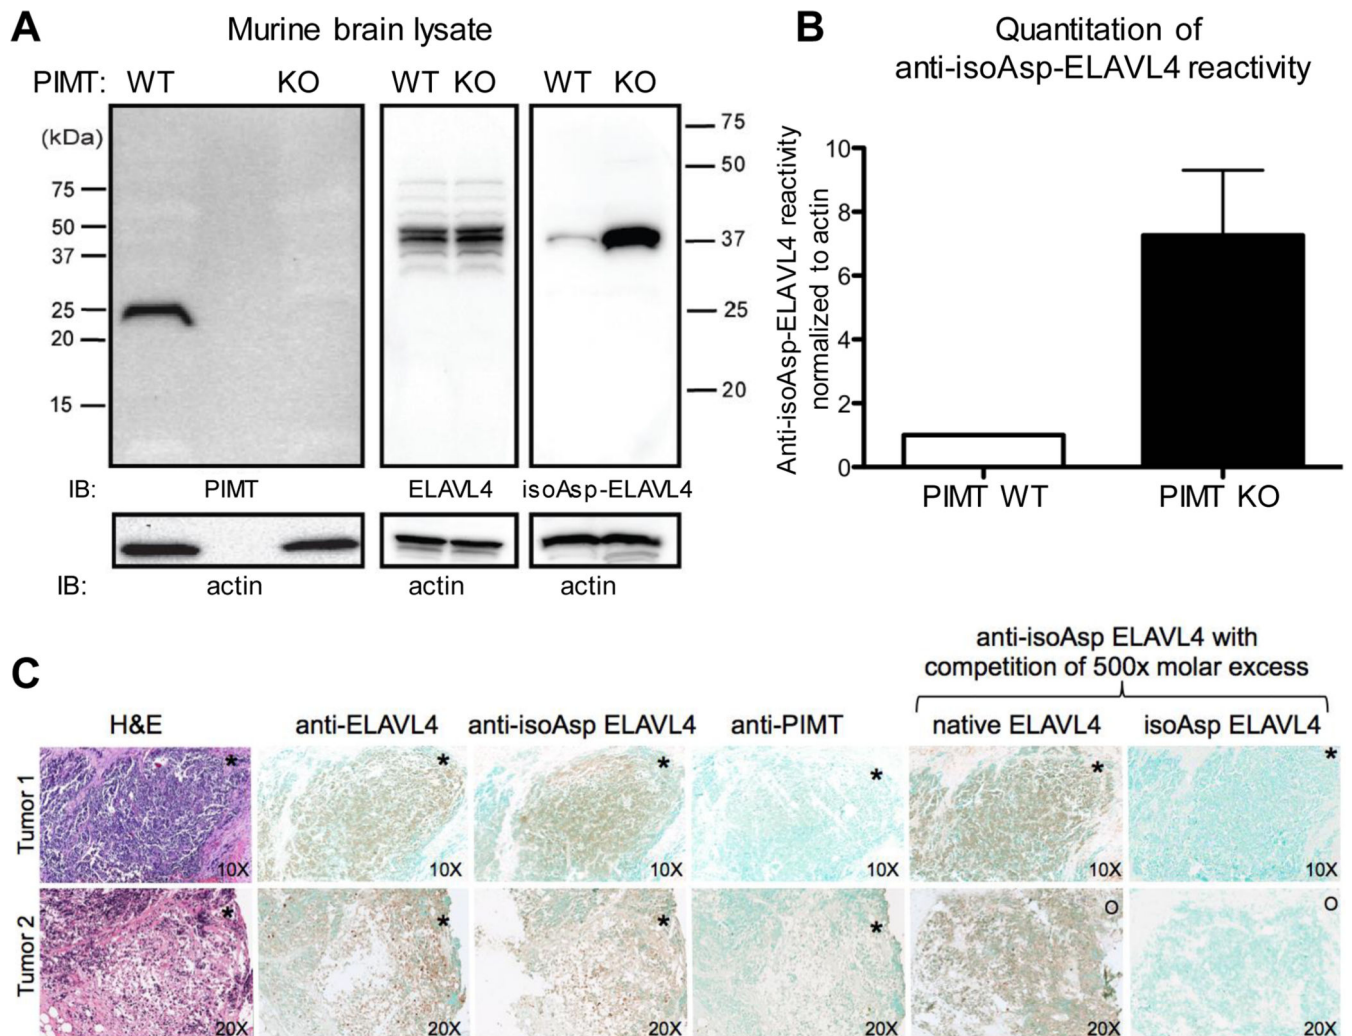 A
Murine brain lysate
PIMT: WT KO
WT KO
WT KO
(kDa)
75
50
37
25
20
15
75
50
37
25
20
IB: PIMT ELAVL4 isoAsp-ELAVL4
IB: actin actin actin
B
Quantitation of
anti-isoAsp-ELAVL4 reactivity
Anti-isoAsp-ELAVL4 reactivity
normalized to actin
10
8
6
4
2
0
PIMT WT PIMT KO
C
anti-isoAsp ELAVL4 with
competition of 500x molar excess
H&E anti-ELAVL4 anti-isoAsp ELAVL4 anti-PIMT native ELAVL4 isoAsp ELAVL4
Tumor 1
* * * * * *
10X 10X 10X 10X 10X 10X
Tumor 2
* * * * O O
20X 20X 20X 20X 20X 20X